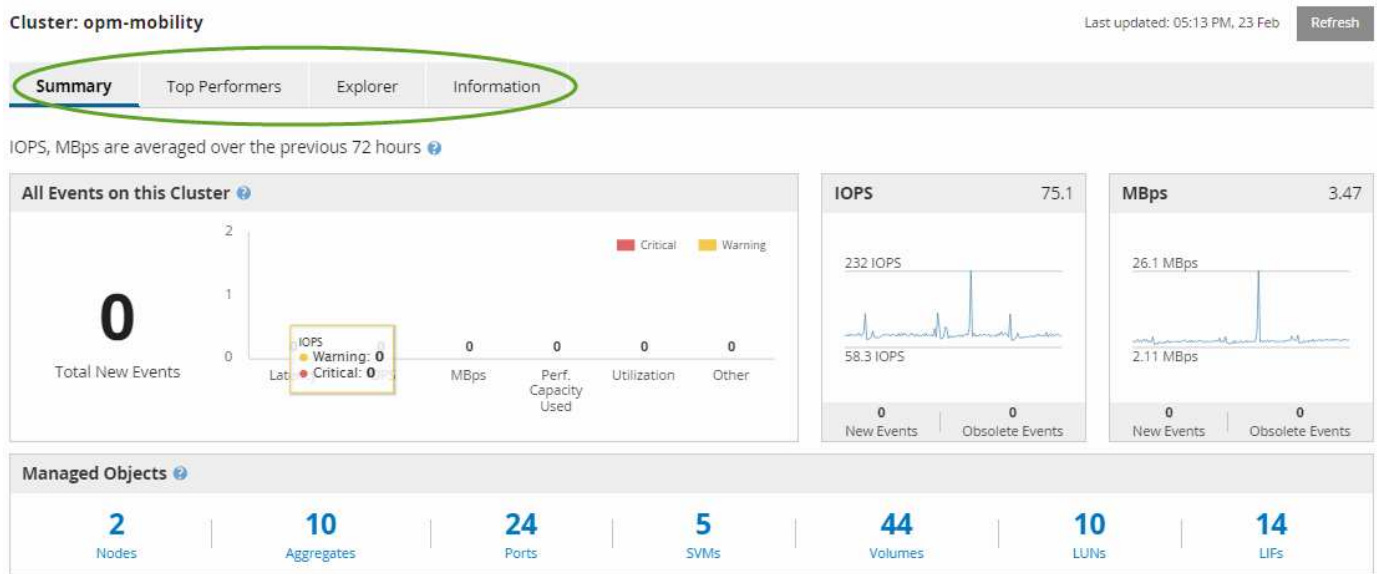 Cluster: opm-mobility
Last updated: 05:13 PM, 23 Feb
Refresh
Summary
Top Performers
Explorer
Information
IOPS, MBps are averaged over the previous 72 hours ?
All Events on this Cluster ?
0
Total New Events
2
1
0
Critical
Warning
IOPS
Warning: 0
Critical: 0
0
0
0
0
MBps
Perf.
Capacity
Used
Utilization
Other
IOPS
75.1
232 IOPS
58.3 IOPS
0
New Events
0
Obsolete Events
MBps
3.47
26.1 MBps
2.11 MBps
0
New Events
0
Obsolete Events
Managed Objects ?
2
Nodes
10
Aggregates
24
Ports
5
SVMs
44
Volumes
10
LUNs
14
LIFs